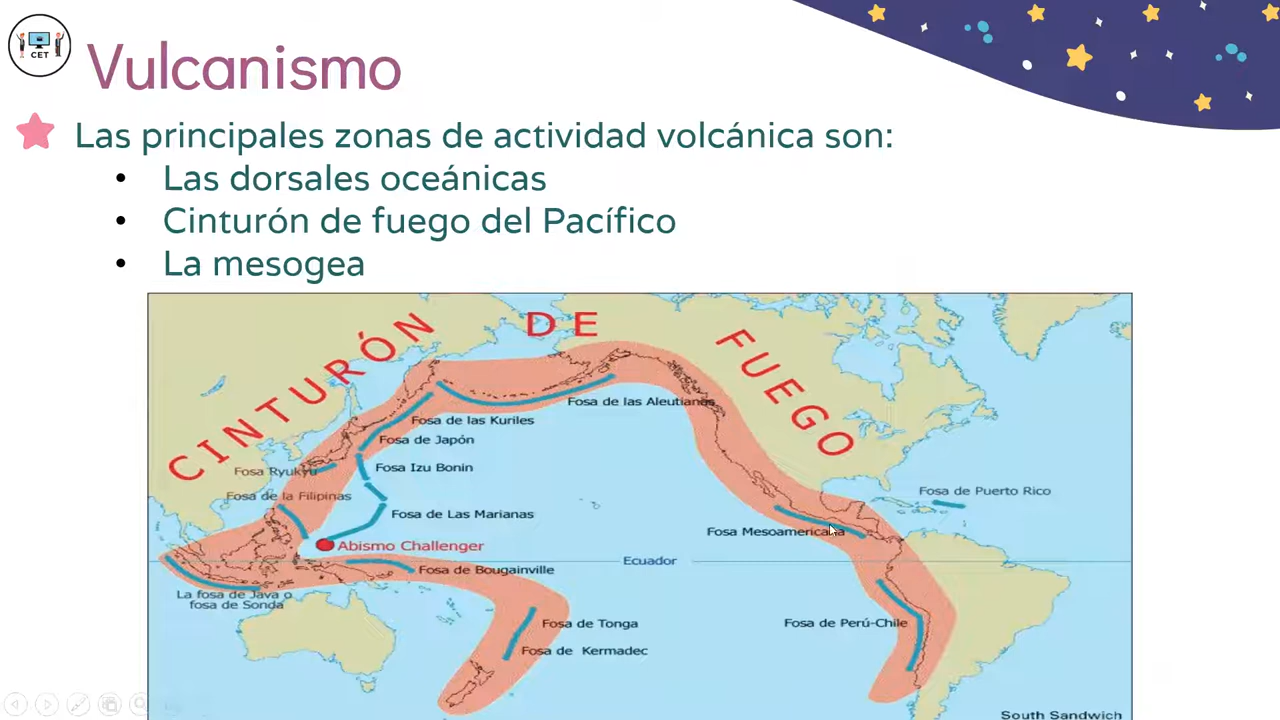 CET
Vulcanismo
Las principales zonas de actividad volcánica son:
• Las dorsales oceánicas
• Cinturón de fuego del Pacífico
• La mesogea
CINTURÓN DE FUEGO
Fosa de las Aleutianas
Fosa de las Kuriles
Fosa de Japón
Fosa Ryukyu
Fosa Izu Bonin
Fosa de la Filipinas
Fosa de Las Marianas
Fosa de Puerto Rico
Fosa Mesoamericana
Abismo Challenger
Ecuador
Fosa de Bougainville
La fosa de Java o
fosa de Sonda
Fosa de Tonga
Fosa de Perú-Chile
Fosa de Kermadec
South Sandwich